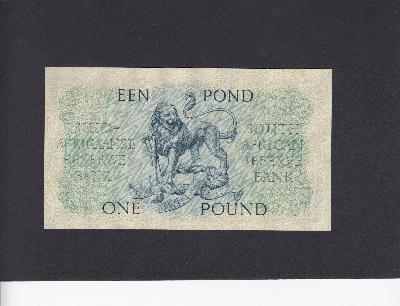 EEN POND
SUID-
AFRIKAANSE
RESERWE
BANK
SOUTH
AFRICAN
RESERVE
BANK
ONE POUND